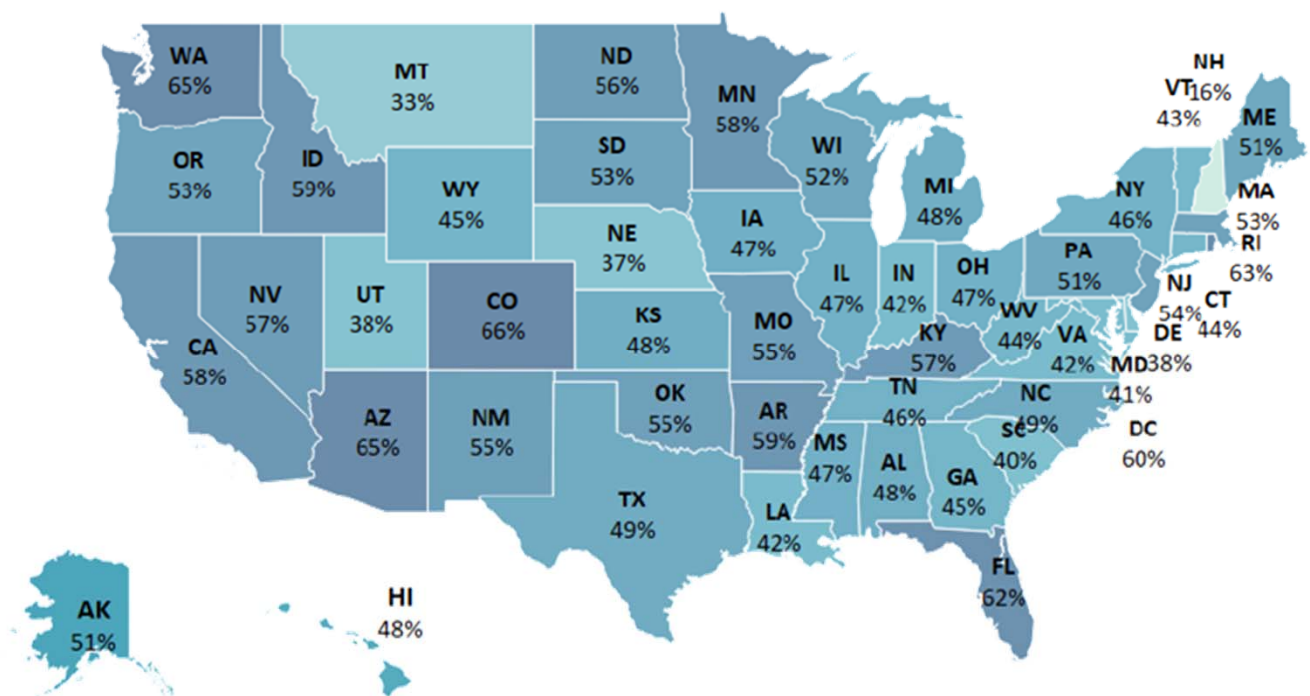 WA
65%
MT
33%
ND
56%
MN
58%
NH
16%
VT
43%
ME
51%
OR
53%
ID
59%
SD
53%
WI
52%
WY
45%
MI
48%
NY
46%
MA
53%
IA
47%
NE
37%
PA
51%
RI
63%
NV
57%
UT
38%
CO
66%
KS
48%
IL
47%
IN
42%
OH
47%
NJ
54%
CT
44%
CA
58%
MO
55%
KY
57%
WV
44%
VA
42%
DE
38%
MD
41%
AZ
65%
NM
55%
OK
55%
AR
59%
TN
46%
NC
49%
SC
40%
DC
60%
MS
47%
AL
48%
GA
45%
TX
49%
LA
42%
FL
62%
AK
51%
HI
48%